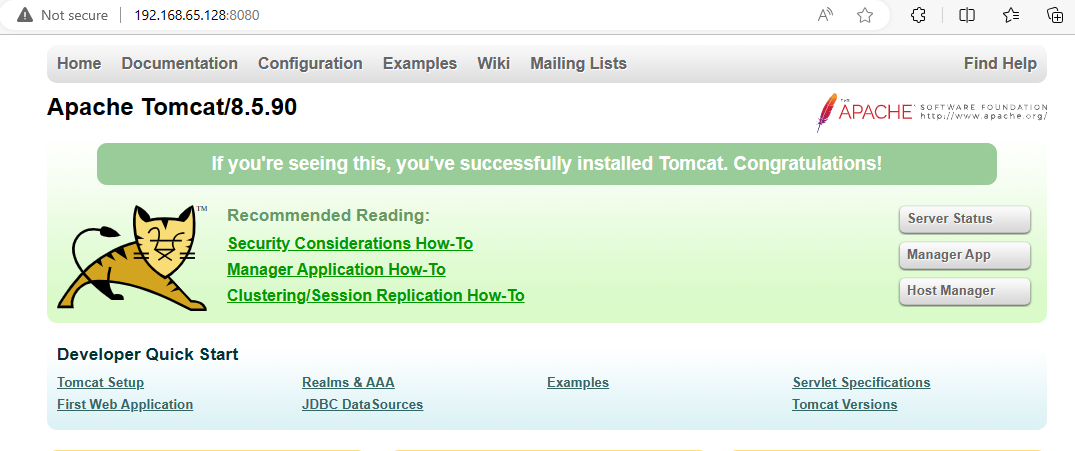 Not secure 192.168.65.128:8080
Home Documentation Configuration Examples Wiki Mailing Lists Find Help
Apache Tomcat/8.5.90
THE
APACHE SOFTWARE FOUNDATION
http://www.apache.org/
If you're seeing this, you've successfully installed Tomcat. Congratulations!
TM
Recommended Reading:
Security Considerations How-To
Manager Application How-To
Clustering/Session Replication How-To
Server Status
Manager App
Host Manager
Developer Quick Start
Tomcat Setup Realms & AAA Examples Servlet Specifications
First Web Application JDBC DataSources Tomcat Versions